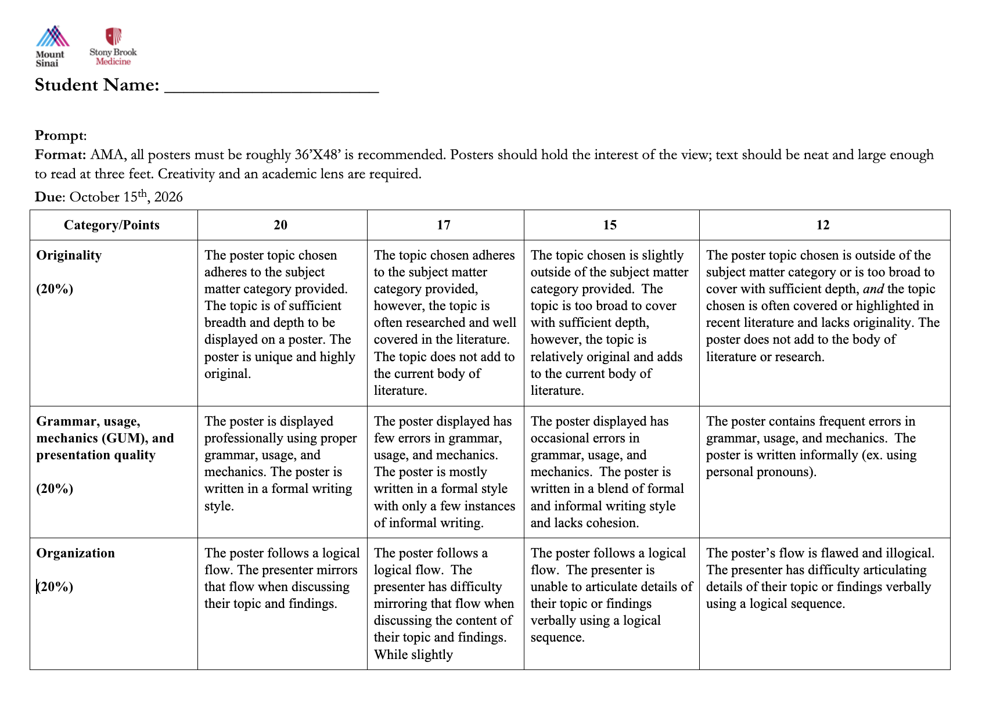 Mount
Sinai
Stony Brook
Medicine
Student Name: ________________________
Prompt:
Format: AMA, all posters must be roughly 36’X48’ is recommended. Posters should hold the interest of the view; text should be neat and large enough
to read at three feet. Creativity and an academic lens are required.
Due: October 15th, 2026
Category/Points
20
17
15
12
Originality
(20%)
The poster topic chosen
adheres to the subject
matter category provided.
The topic is of sufficient
breadth and depth to be
displayed on a poster. The
poster is unique and highly
original.
The topic chosen adheres
to the subject matter
category provided,
however, the topic is
often researched and well
covered in the literature.
The topic does not add to
the current body of
literature.
The topic chosen is slightly
outside of the subject matter
category provided.  The
topic is too broad to cover
with sufficient depth,
however, the topic is
relatively original and adds
to the current body of
literature.
The poster topic chosen is outside of the
subject matter category or is too broad to
cover with sufficient depth, and the topic
chosen is often covered or highlighted in
recent literature and lacks originality. The
poster does not add to the body of
literature or research.
Grammar, usage,
mechanics (GUM), and
presentation quality
(20%)
The poster is displayed
professionally using proper
grammar, usage, and
mechanics. The poster is
written in a formal writing
style.
The poster displayed has
few errors in grammar,
usage, and mechanics.
The poster is mostly
written in a formal style
with only a few instances
of informal writing.
The poster displayed has
occasional errors in
grammar, usage, and
mechanics.  The poster is
written in a blend of formal
and informal writing style
and lacks cohesion.
The poster contains frequent errors in
grammar, usage, and mechanics.  The
poster is written informally (ex. using
personal pronouns).
Organization
(20%)
The poster follows a logical
flow. The presenter mirrors
that flow when discussing
their topic and findings.
The poster follows a
logical flow.  The
presenter has difficulty
mirroring that flow when
discussing the content of
their topic and findings.
While slightly
The poster follows a logical
flow.  The presenter is
unable to articulate details of
their topic or findings
verbally using a logical
sequence.
The poster’s flow is flawed and illogical.
The presenter has difficulty articulating
details of their topic or findings verbally
using a logical sequence.